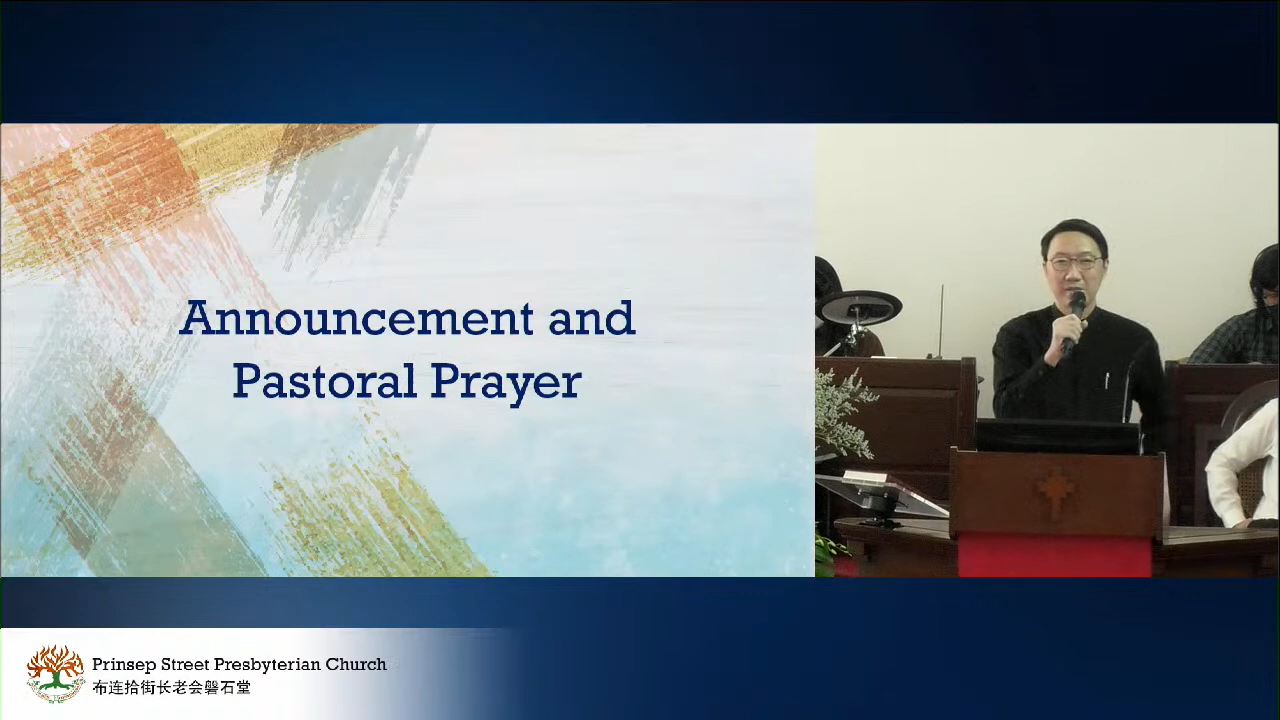 Announcement and
Pastoral Prayer
Prinsep Street Presbyterian Church
布连拾街长老会磐石堂